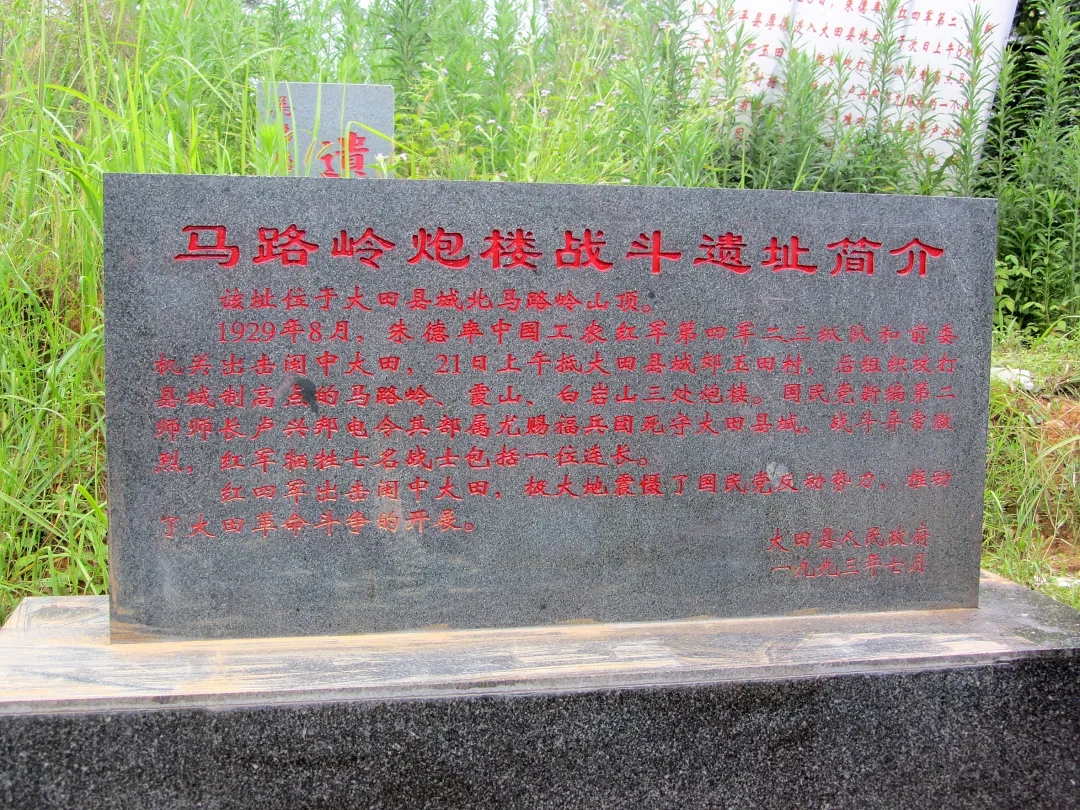 遗
马路岭炮楼战斗遗址简介
该址位于大田县城北马路岭山顶。
1929年8月，朱德率中国工农红军第四军二三纵队和前委
机关出击闽中大田，21日上午抵大田县城郊玉田村，后组织攻打
县城制高点的马路岭、霞山、白岩山三处炮楼。国民党新编第二
师师长卢兴邦电令其部属尤赐福兵团死守大田县城，战斗异常激
烈，红军牺牲七名战士包括一位连长。
红四军出击闽中大田，极大地震慑了国民党反动势力，推动
了大田革命斗争的开展。
大田县人民政府
一九九三年七月